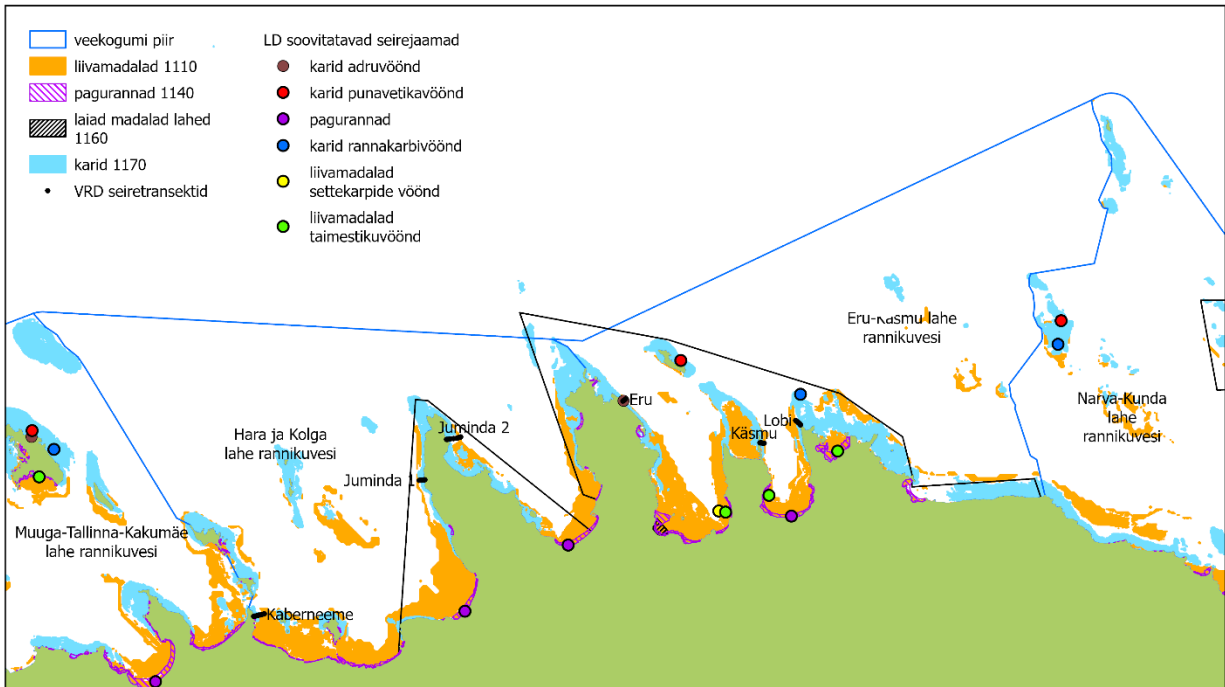 veekogumi piir
liivamadalad 1110
pagurannad 1140
laiad madalad lahed
1160
karid 1170
VRD seiretransektid
LD soovitatavad seirejaamad
karid adruvöönd
karid punavetikavöönd
pagurannad
karid rannakarbivöönd
liivamadalad
settekarpide vöönd
liivamadalad
taimestikuvöönd
Eru-Käsmu lahe
rannikuvesi
Narva-Kunda
lahe
rannikuvesi
Eru
Lobi
Käsmu
Juminda 2
Hara ja Kolga
lahe rannikuvesi
Juminda 1
Muuga-Tallinna-Kakumäe
lahe rannikuvesi
Kaberneeme